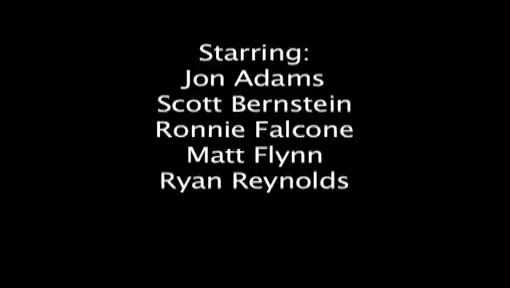 Starring:
Jon Adams
Scott Bernstein
Ronnie Falcone
Matt Flynn
Ryan Reynolds